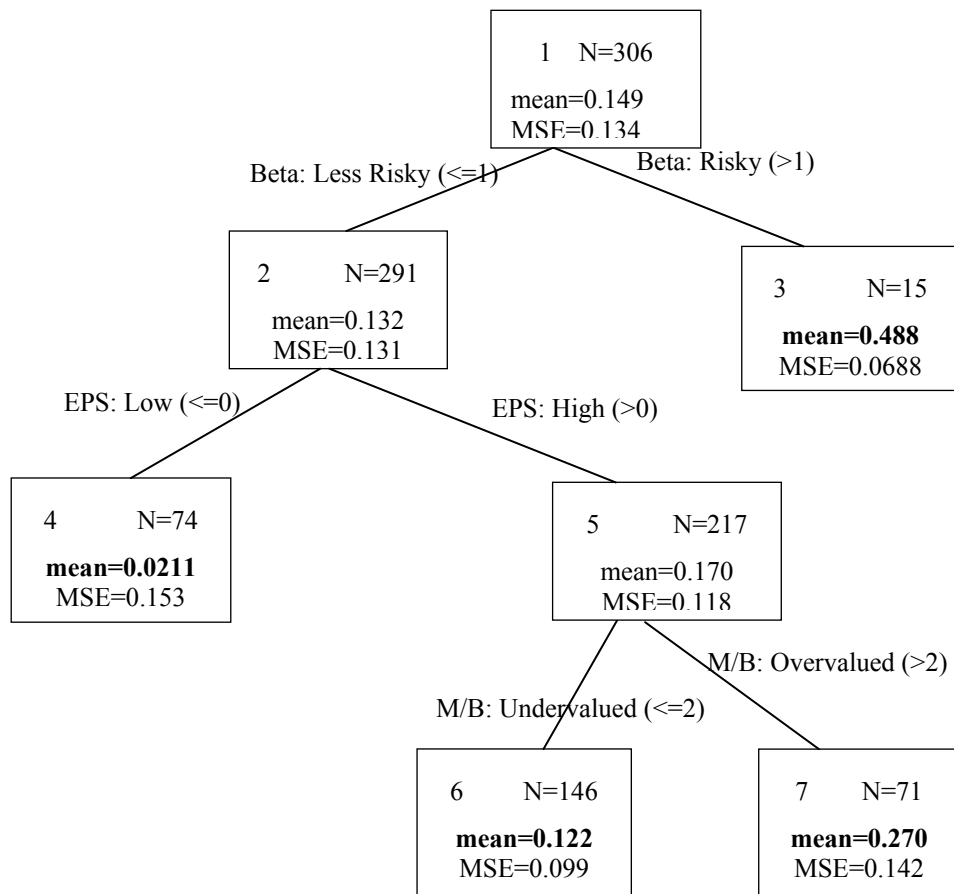 1 N=306
mean=0.149
MSE=0.134
Beta: Less Risky (<=1)
Beta: Risky (>1)
2 N=291
mean=0.132
MSE=0.131
3 N=15
mean=0.488
MSE=0.0688
EPS: Low (<=0)
EPS: High (>0)
4 N=74
mean=0.0211
MSE=0.153
5 N=217
mean=0.170
MSE=0.118
M/B: Overvalued (>2)
M/B: Undervalued (<=2)
6 N=146
mean=0.122
MSE=0.099
7 N=71
mean=0.270
MSE=0.142